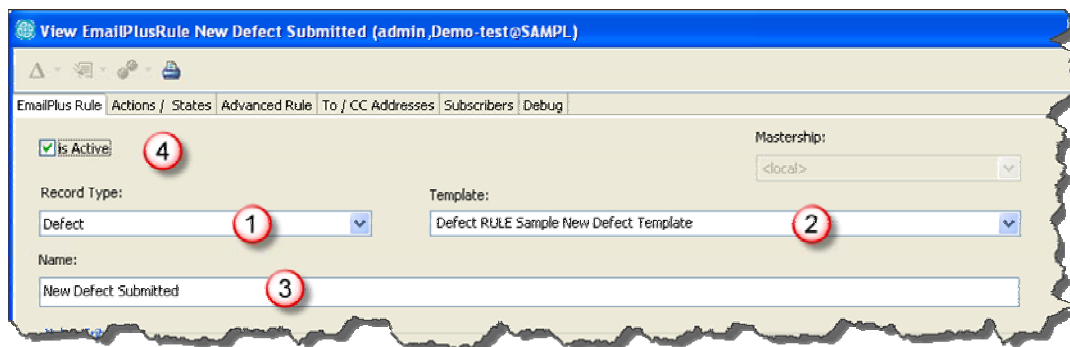 View EmailPlusRule New Defect Submitted (admin,Demo-test@SAMPL)
EmailPlus Rule Actions / States Advanced Rule To / CC Addresses Subscribers Debug
is Active 4
Mastership:
<local>
Record Type:
Template:
Defect 1
Defect RULE Sample New Defect Template 2
Name:
New Defect Submitted 3